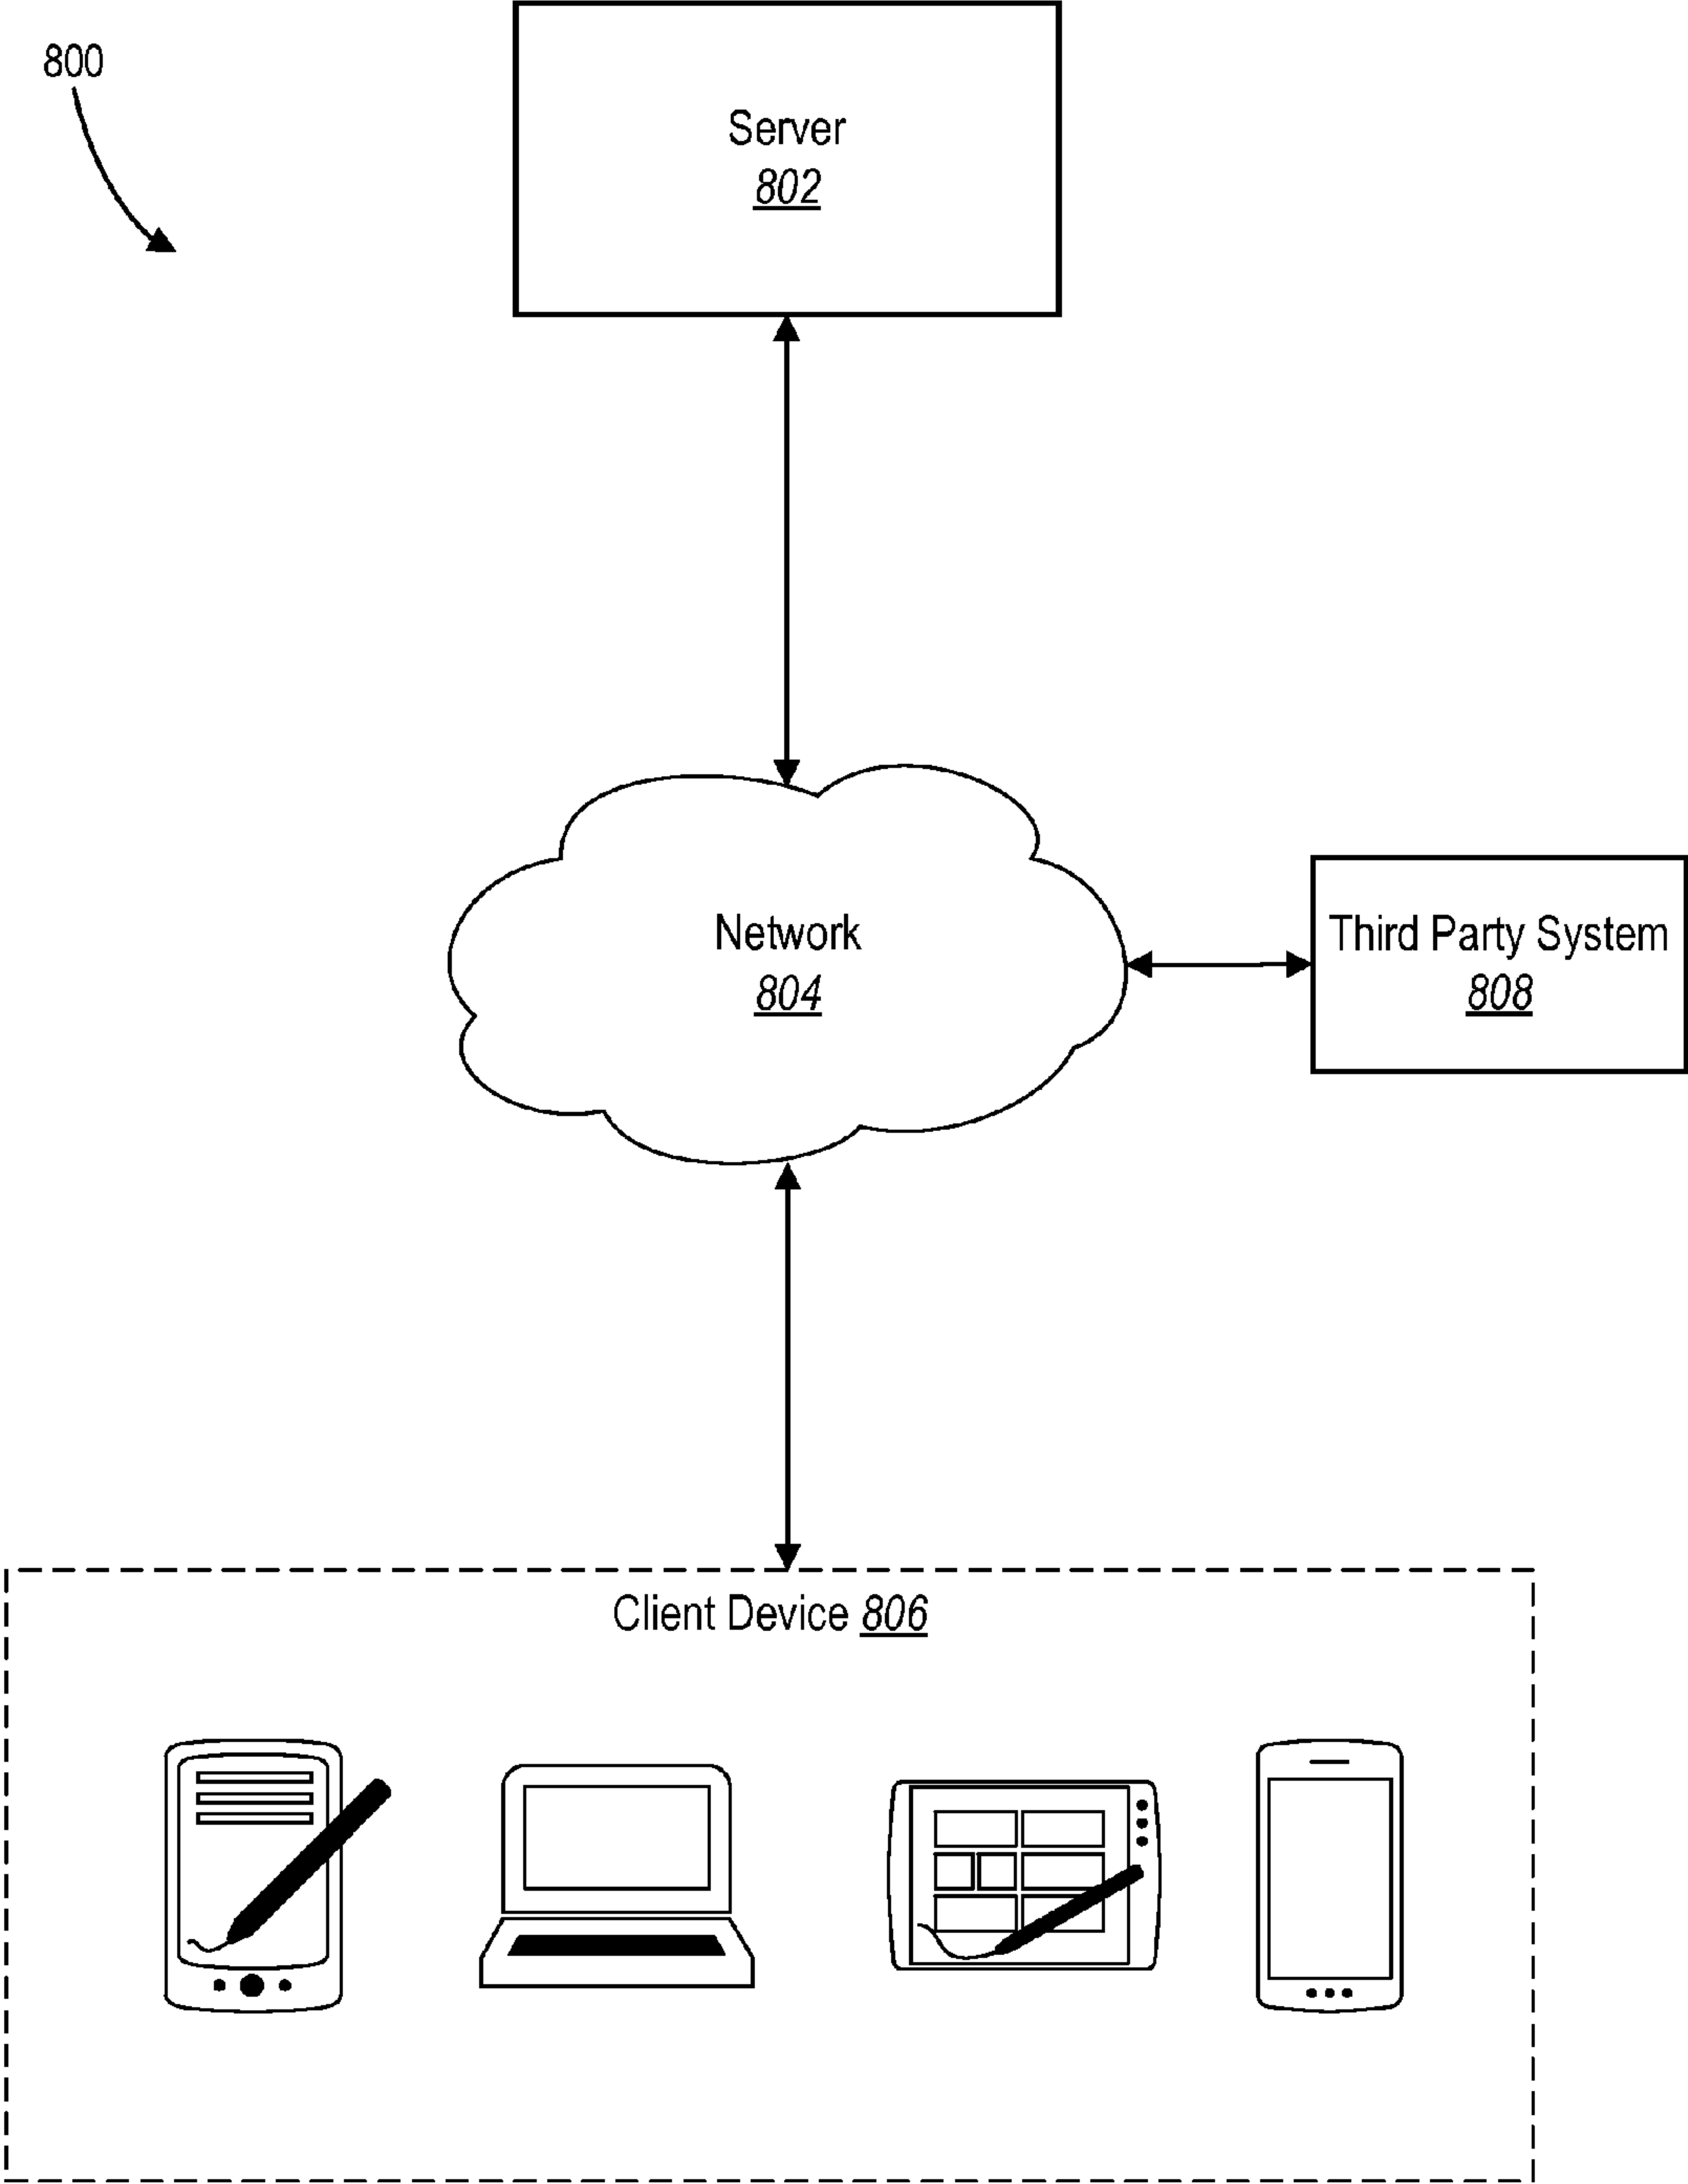 800
Server
802
Network
804
Third Party System
808
Client Device 806